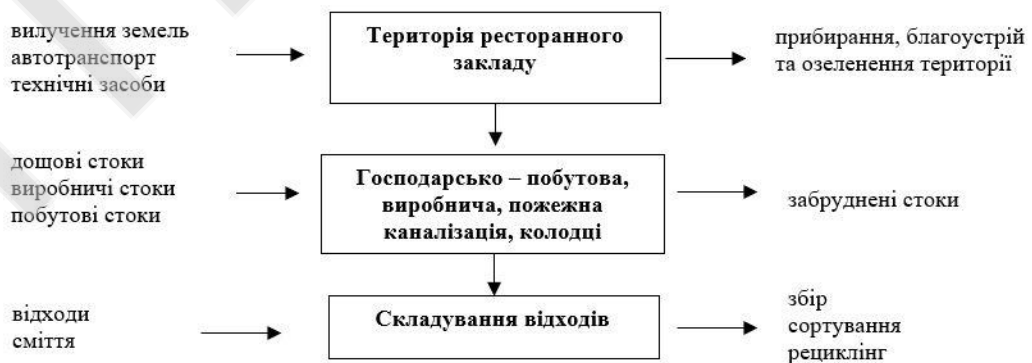 вилучення земель
автотранспорт
технічні засоби
Територія ресторанного
закладу
прибирання, благоустрій
та озеленення території
дощові стоки
виробничі стоки
побутові стоки
Господарсько – побутова,
виробнича, пожежна
каналізація, колодці
забруднені стоки
відходи
сміття
Складування відходів
збір
сортування
рециклінг